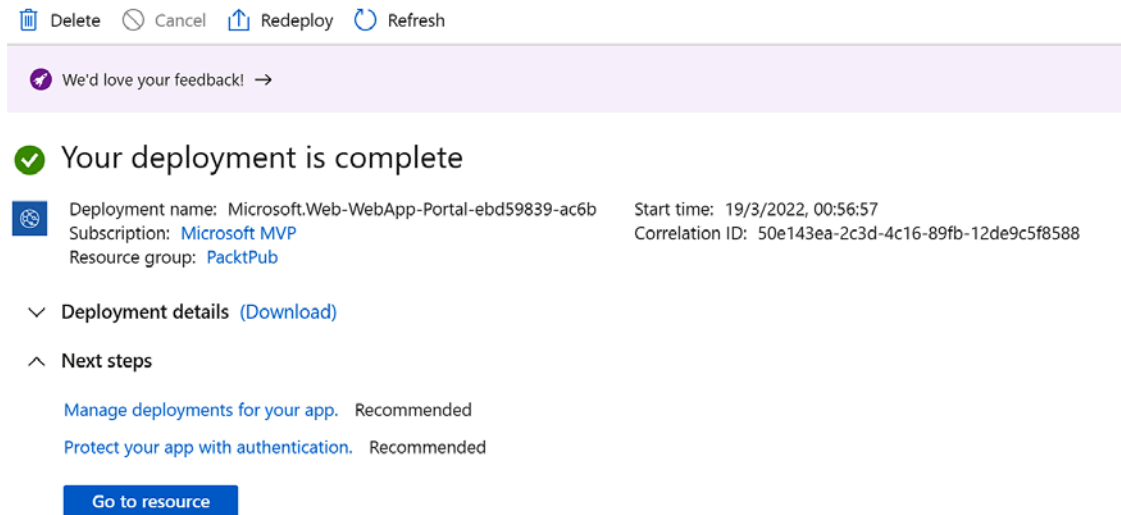 Delete Cancel Redeploy Refresh
We'd love your feedback! →
Your deployment is complete
Deployment name: Microsoft.Web-WebApp-Portal-ebd59839-ac6b Start time: 19/3/2022, 00:56:57
Subscription: Microsoft MVP Correlation ID: 50e143ea-2c3d-4c16-89fb-12de9c5f8588
Resource group: PacktPub
Deployment details (Download)
Next steps
Manage deployments for your app. Recommended
Protect your app with authentication. Recommended
Go to resource